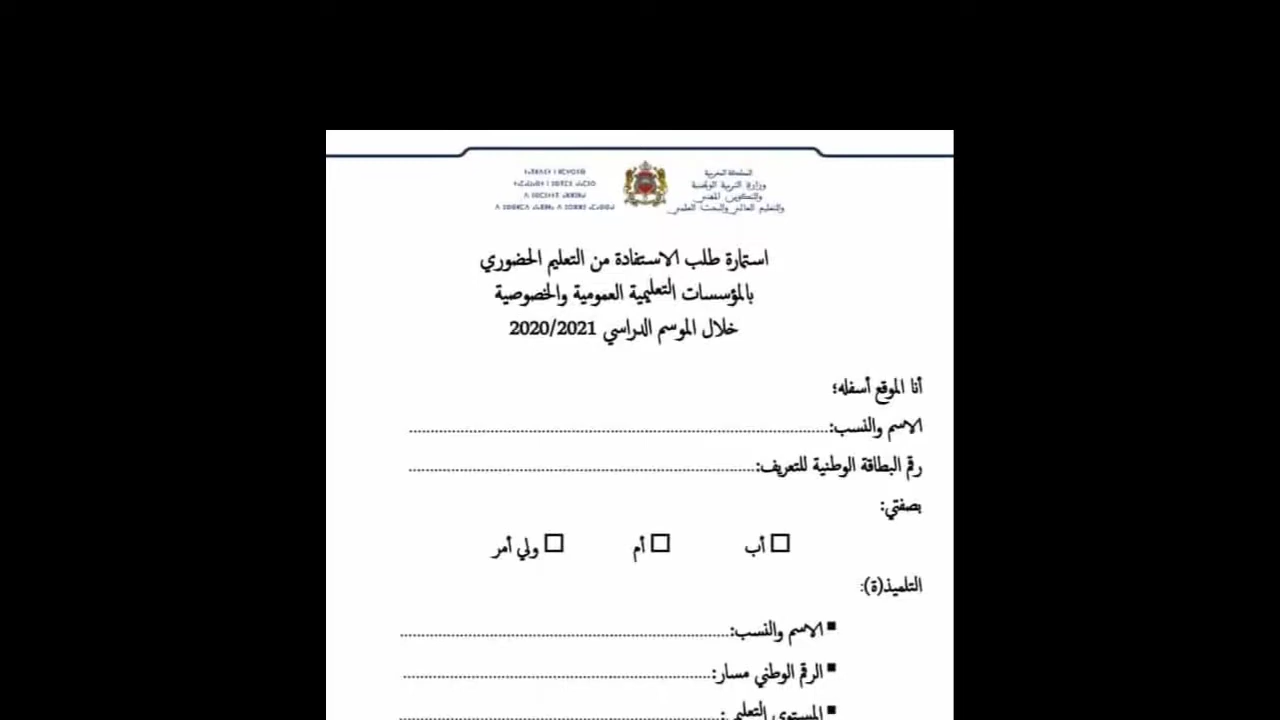 المملكة المغربية
وزارة التربية الوطنية
والتكوين المهني
والتعليم العالي والبحث العلمي
استمارة طلب الاستفادة من التعليم الحضوري
بالمؤسسات التعليمية العمومية والخصوصية
خلال الموسم الدراسي 2020/2021
أنا الموقع أسفله؛
الاسم والنسب:
رقم البطاقة الوطنية للتعريف:
بصفتي:
أب أم ولي أمر
التلميذ(ة):
▪ الاسم والنسب:
▪ الرقم الوطني مسار:
▪ المستوى التعليمي: